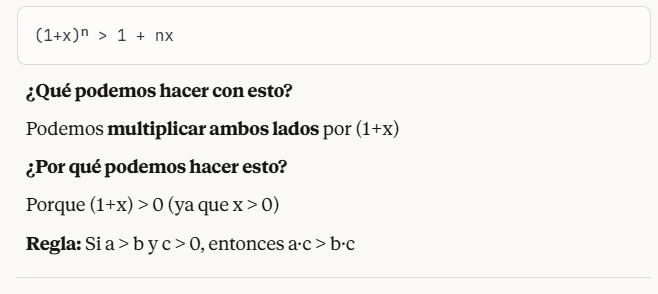 (1+x)ⁿ > 1 + nx
¿Qué podemos hacer con esto?
Podemos multiplicar ambos lados por (1+x)
¿Por qué podemos hacer esto?
Porque (1+x) > 0 (ya que x > 0)
Regla: Si a > b y c > 0, entonces a·c > b·c